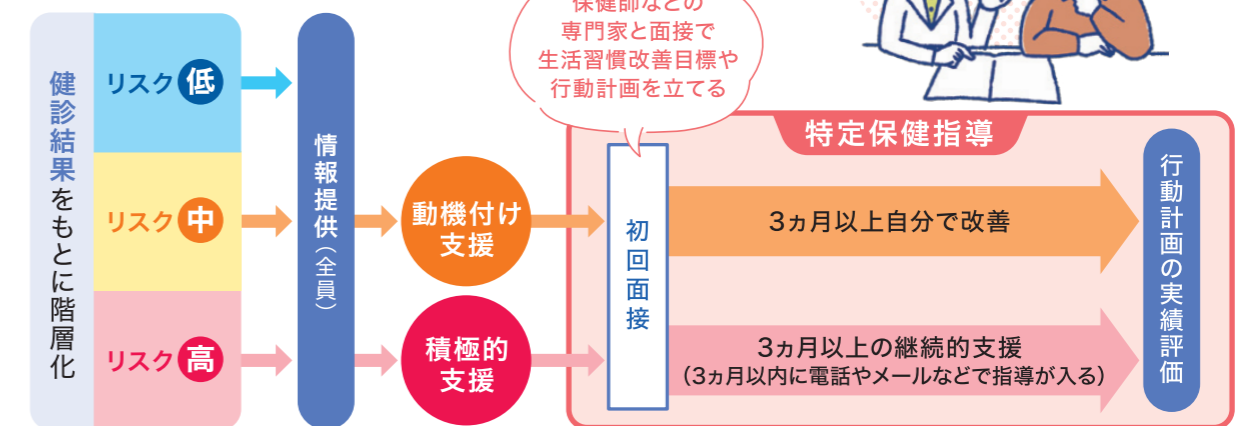 健診結果をもとに階層化
リスク 低
リスク 中
リスク 高
情報提供（全員）
動機付け
支援
積極的
支援
保健師などの
専門家と面接で
生活習慣改善目標や
行動計画を立てる
特定保健指導
初回面接
3ヵ月以上自分で改善
3ヵ月以上の継続的支援
（3ヵ月以内に電話やメールなどで指導が入る）
行動計画の実績評価